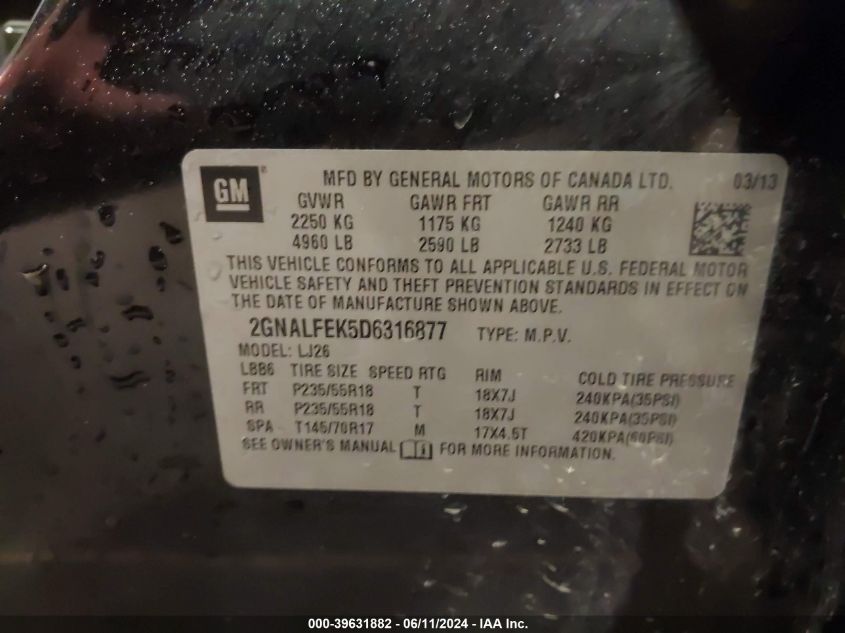 GM
MFD BY GENERAL MOTORS OF CANADA LTD. 03/13
GVWR GAWR FRT GAWR RR
2250 KG 1175 KG 1240 KG
4960 LB 2590 LB 2733 LB
THIS VEHICLE CONFORMS TO ALL APPLICABLE U.S. FEDERAL MOTOR
VEHICLE SAFETY AND THEFT PREVENTION STANDARDS IN EFFECT ON
THE DATE OF MANUFACTURE SHOWN ABOVE.
2GNALFEK5D6316877 TYPE: M.P.V.
MODEL: LJ26
LBB6 TIRE SIZE SPEED RTG RIM COLD TIRE PRESSURE
FRT P235/55R18 T 18X7J 240KPA(35PSI)
RR P235/55R18 T 18X7J 240KPA(35PSI)
SPA T145/70R17 M 17X4.5T 420KPA(60PSI)
SEE OWNER'S MANUAL FOR MORE INFORMATION.
000-39631882 - 06/11/2024 - IAA Inc.